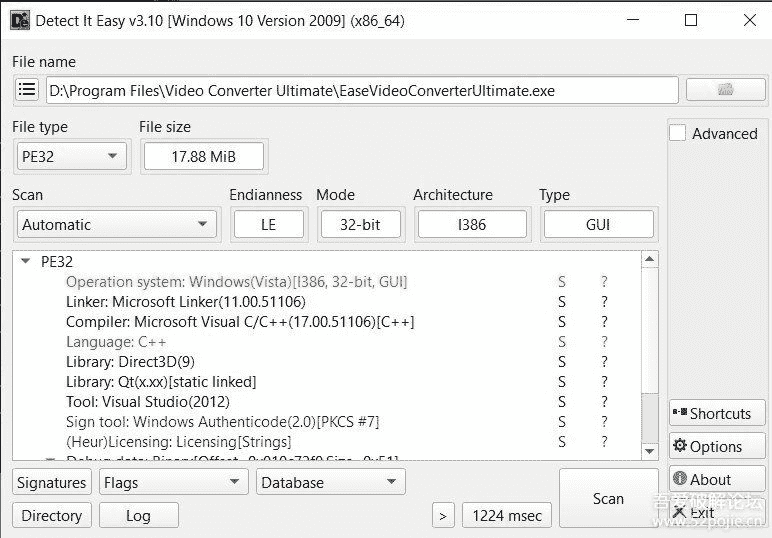 Detect It Easy v3.10 [Windows 10 Version 2009] (x86_64)
File name
D:\Program Files\Video Converter Ultimate\EaseVideoConverterUltimate.exe
File type
File size
Advanced
PE32
17.88 MiB
Scan
Endianness
Mode
Architecture
Type
Automatic
LE
32-bit
I386
GUI
PE32
Operation system: Windows(Vista)[I386, 32-bit, GUI] S ?
Linker: Microsoft Linker(11.00.51106) S ?
Compiler: Microsoft Visual C/C++(17.00.51106)[C++] S ?
Language: C++ S ?
Library: Direct3D(9) S ?
Library: Qt(x.xx)[static linked] S ?
Tool: Visual Studio(2012) S ?
Sign tool: Windows Authenticode(2.0)[PKCS #7] S ?
(Heur)Licensing: Licensing[Strings] S ?
Shortcuts
Options
About
Exit
Signatures
Flags
Database
Scan
Directory
Log
>
1224 msec
吾爱破解论坛
www.52pojie.cn